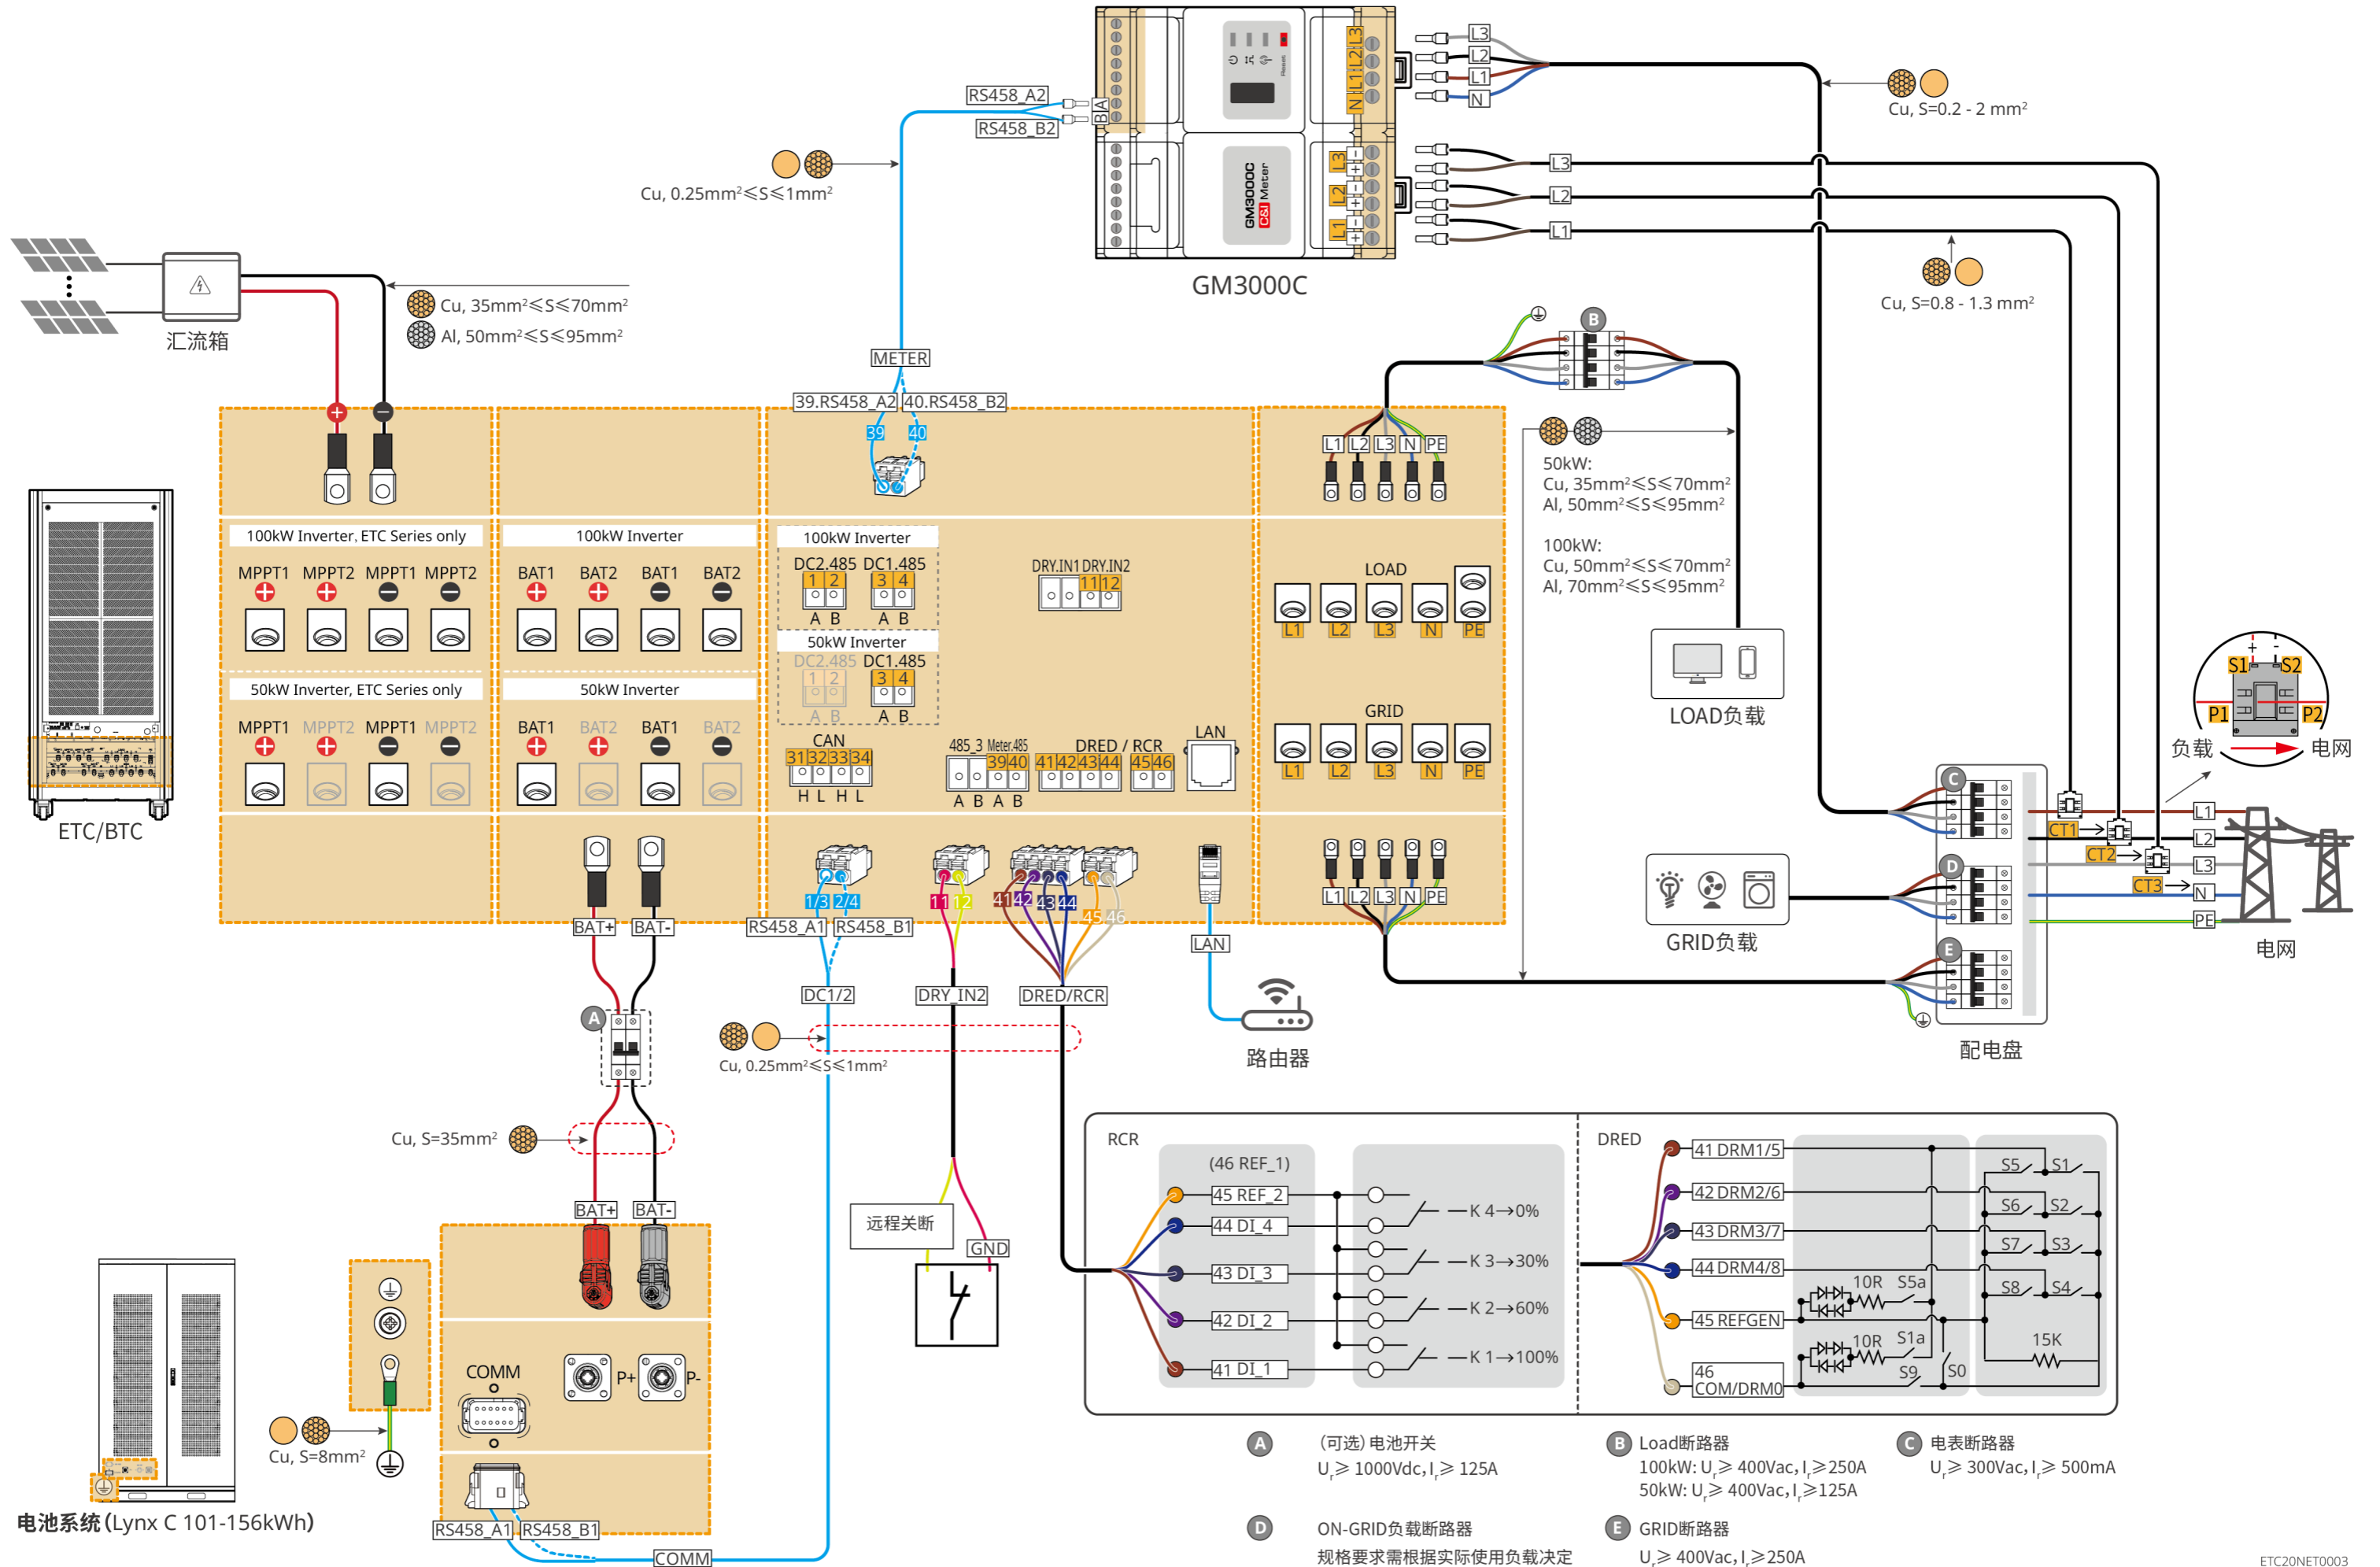 L3
L2
L1
N
L3
L2
L1
N
Reset
RS458_A2
RS458_B2
A
B
Cu, S=0.2 - 2 mm²
Cu, 0.25mm²≤S≤1mm²
GM3000C
C&I Meter
L3
L2
L1
-
+
-
+
-
+
L3
L2
L1
GM3000C
Cu, S=0.8 - 1.3 mm²
汇流箱
Cu, 35mm²≤S≤70mm²
Al, 50mm²≤S≤95mm²
METER
39.RS458_A2
40.RS458_B2
39
40
B
L1 L2 L3 N PE
50kW:
Cu, 35mm²≤S≤70mm²
Al, 50mm²≤S≤95mm²
100kW:
Cu, 50mm²≤S≤70mm²
Al, 70mm²≤S≤95mm²
ETC/BTC
100kW Inverter, ETC Series only
MPPT1 MPPT2 MPPT1 MPPT2
50kW Inverter, ETC Series only
MPPT1 MPPT2 MPPT1 MPPT2
100kW Inverter
BAT1 BAT2 BAT1 BAT2
50kW Inverter
BAT1 BAT2 BAT1 BAT2
100kW Inverter
DC2.485 DC1.485
1 2 3 4
A B A B
50kW Inverter
DC2.485 DC1.485
1 2 3 4
A B A B
DRY.IN1 DRY.IN2
11 12
CAN
31 32 33 34
H L H L
485_3 Meter.485
39 40
A B A B
DRED / RCR
41 42 43 44 45 46
LAN
LOAD
L1 L2 L3 N PE
GRID
L1 L2 L3 N PE
LOAD负载
+ -
S1 S2
P1 P2
负载 电网
C
D
E
CT1
CT2
CT3
L1
L2
L3
N
PE
电网
GRID负载
配电盘
BAT+ BAT-
1/3 2/4
RS458_A1 RS458_B1
11 12
41 42 43 44 45 46
LAN
L1 L2 L3 N PE
DC1/2
DRY_IN2
DRED/RCR
路由器
A
Cu, 0.25mm²≤S≤1mm²
Cu, S=35mm²
BAT+ BAT-
远程关断
GND
COMM
P+ P-
Cu, S=8mm²
RS458_A1 RS458_B1
COMM
电池系统(Lynx C 101-156kWh)
RCR
(46 REF_1)
45 REF_2
44 DI_4
43 DI_3
42 DI_2
41 DI_1
K 4→0%
K 3→30%
K 2→60%
K 1→100%
DRED
41 DRM1/5
42 DRM2/6
43 DRM3/7
44 DRM4/8
45 REFGEN
46
COM/DRM0
S5 S1
S6 S2
S7 S3
S8 S4
10R S5a
10R S1a
S9 S0
15K
A (可选)电池开关
Uᵣ≥ 1000Vdc, Iᵣ≥ 125A
B Load断路器
100kW: Uᵣ≥ 400Vac, Iᵣ≥250A
50kW: Uᵣ≥ 400Vac, Iᵣ≥125A
C 电表断路器
Uᵣ≥ 300Vac, Iᵣ≥ 500mA
D ON-GRID负载断路器
规格要求需根据实际使用负载决定
E GRID断路器
Uᵣ≥ 400Vac, Iᵣ≥250A
ETC20NET0003